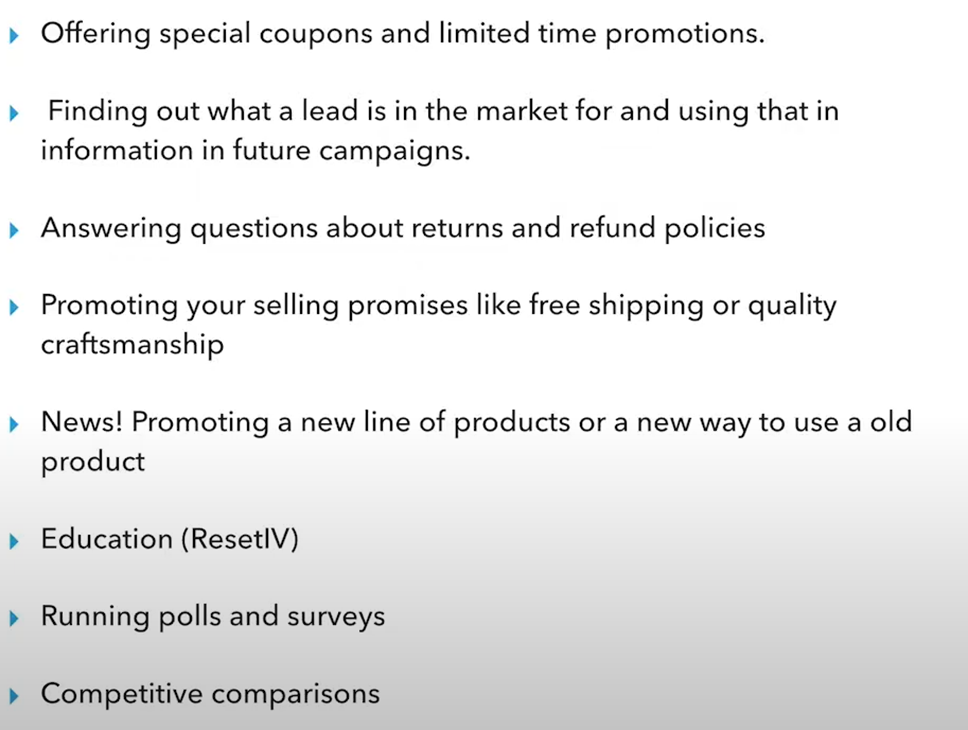 Offering special coupons and limited time promotions.
Finding out what a lead is in the market for and using that in
information in future campaigns.
Answering questions about returns and refund policies
Promoting your selling promises like free shipping or quality
craftsmanship
News! Promoting a new line of products or a new way to use a old
product
Education (ResetIV)
Running polls and surveys
Competitive comparisons